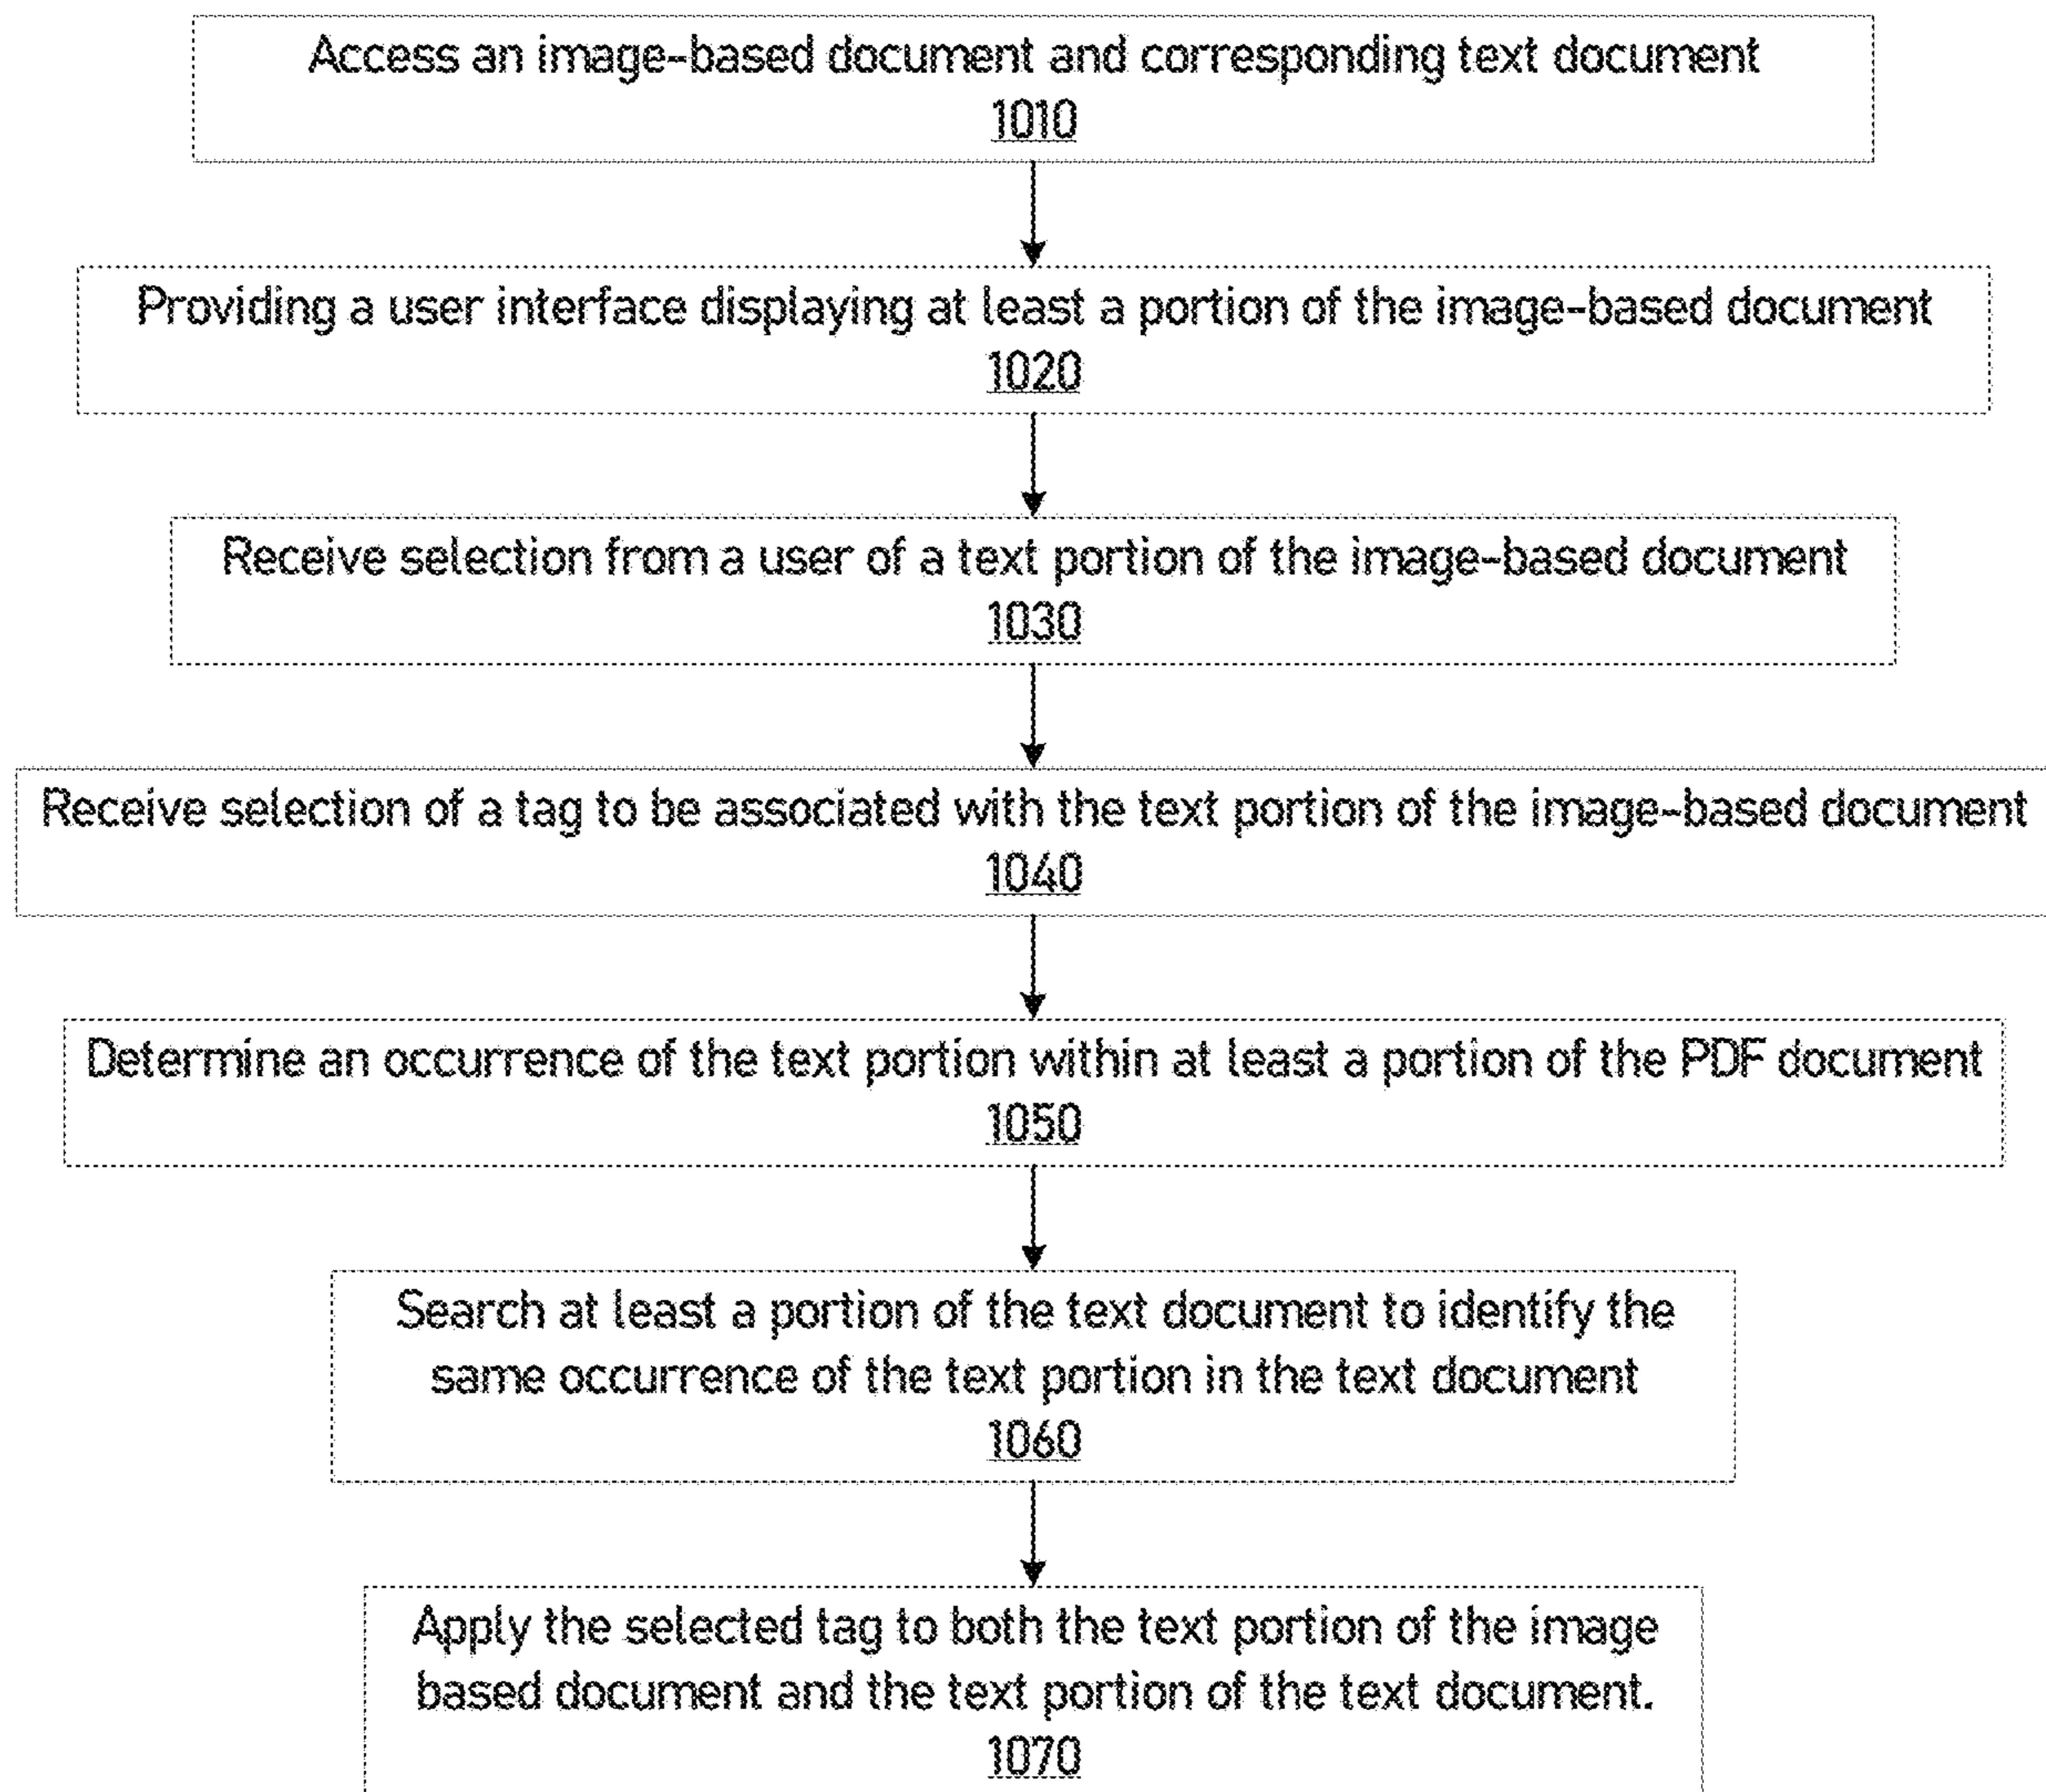 Access an image-based document and corresponding text document
1010
Providing a user interface displaying at least a portion of the image-based document
1020
Receive selection from a user of a text portion of the image-based document
1030
Receive selection of a tag to be associated with the text portion of the image-based document
1040
Determine an occurrence of the text portion within at least a portion of the PDF document
1050
Search at least a portion of the text document to identify the
same occurrence of the text portion in the text document
1060
Apply the selected tag to both the text portion of the image
based document and the text portion of the text document.
1070